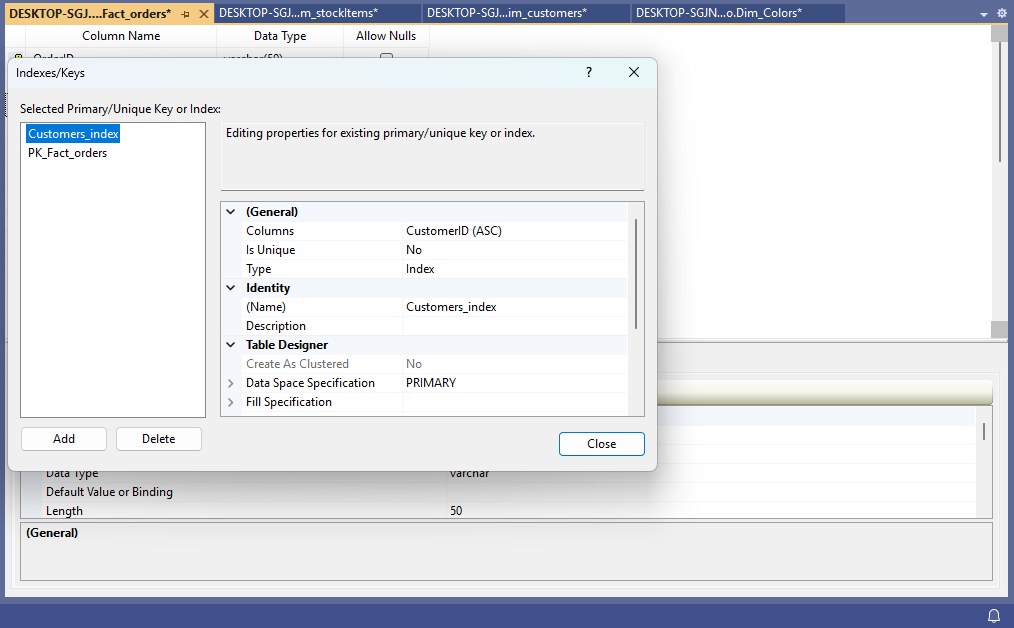 DESKTOP-SGJ....Fact_orders*
DESKTOP-SGJ...m_stockItems*
DESKTOP-SGJ...im_customers*
DESKTOP-SGJN...o.Dim_Colors*
Column Name Data Type Allow Nulls
OrderID varchar(50)
Indexes/Keys ?
Selected Primary/Unique Key or Index:
Customers_index
PK_Fact_orders
Editing properties for existing primary/unique key or index.
(General)
Columns CustomerID (ASC)
Is Unique No
Type Index
Identity
(Name) Customers_index
Description
Table Designer
Create As Clustered No
Data Space Specification PRIMARY
Fill Specification
Add Delete Close
Data Type varchar
Default Value or Binding
Length 50
(General)